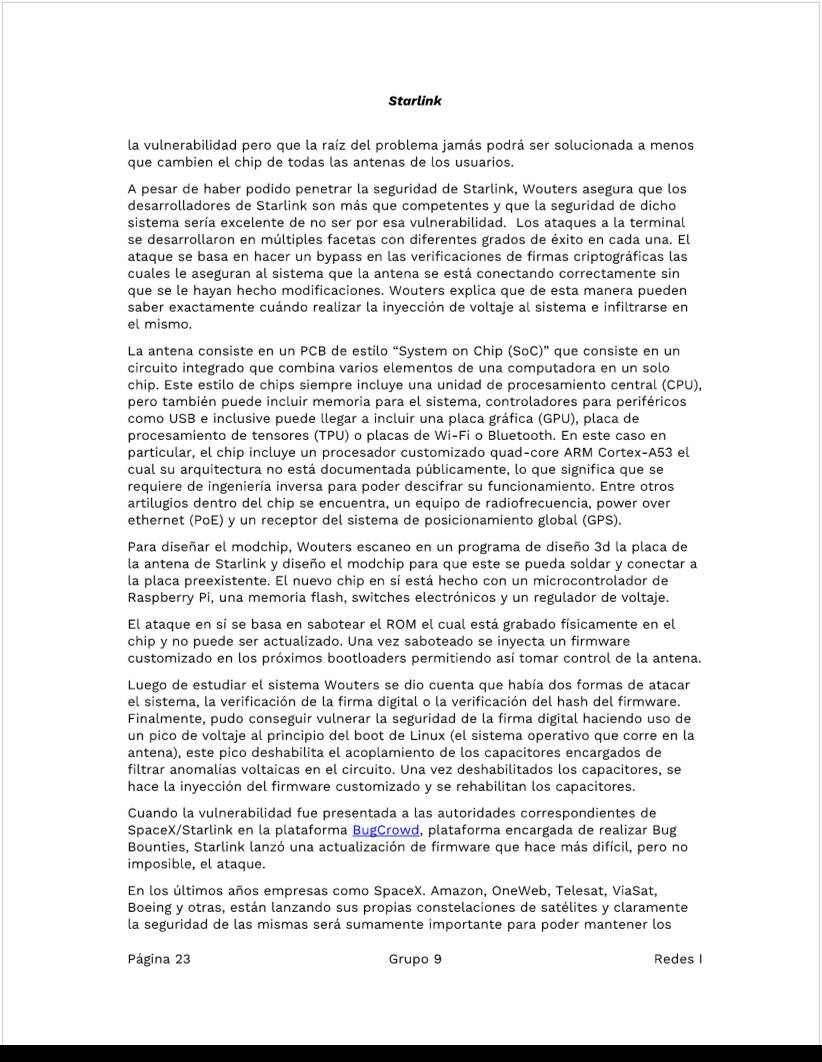 Starlink
la vulnerabilidad pero que la raíz del problema jamás podrá ser solucionada a menos
que cambien el chip de todas las antenas de los usuarios.
A pesar de haber podido penetrar la seguridad de Starlink, Wouters asegura que los
desarrolladores de Starlink son más que competentes y que la seguridad de dicho
sistema sería excelente de no ser por esa vulnerabilidad.  Los ataques a la terminal
se desarrollaron en múltiples facetas con diferentes grados de éxito en cada una. El
ataque se basa en hacer un bypass en las verificaciones de firmas criptográficas las
cuales le aseguran al sistema que la antena se está conectando correctamente sin
que se le hayan hecho modificaciones. Wouters explica que de esta manera pueden
saber exactamente cuándo realizar la inyección de voltaje al sistema e infiltrarse en
el mismo.
La antena consiste en un PCB de estilo “System on Chip (SoC)” que consiste en un
circuito integrado que combina varios elementos de una computadora en un solo
chip. Este estilo de chips siempre incluye una unidad de procesamiento central (CPU),
pero también puede incluir memoria para el sistema, controladores para periféricos
como USB e inclusive puede llegar a incluir una placa gráfica (GPU), placa de
procesamiento de tensores (TPU) o placas de Wi-Fi o Bluetooth. En este caso en
particular, el chip incluye un procesador customizado quad-core ARM Cortex-A53 el
cual su arquitectura no está documentada públicamente, lo que significa que se
requiere de ingeniería inversa para poder descifrar su funcionamiento. Entre otros
artilugios dentro del chip se encuentra, un equipo de radiofrecuencia, power over
ethernet (PoE) y un receptor del sistema de posicionamiento global (GPS).
Para diseñar el modchip, Wouters escaneo en un programa de diseño 3d la placa de
la antena de Starlink y diseño el modchip para que este se pueda soldar y conectar a
la placa preexistente. El nuevo chip en sí está hecho con un microcontrolador de
Raspberry Pi, una memoria flash, switches electrónicos y un regulador de voltaje.
El ataque en sí se basa en sabotear el ROM el cual está grabado físicamente en el
chip y no puede ser actualizado. Una vez saboteado se inyecta un firmware
customizado en los próximos bootloaders permitiendo así tomar control de la antena.
Luego de estudiar el sistema Wouters se dio cuenta que había dos formas de atacar
el sistema, la verificación de la firma digital o la verificación del hash del firmware.
Finalmente, pudo conseguir vulnerar la seguridad de la firma digital haciendo uso de
un pico de voltaje al principio del boot de Linux (el sistema operativo que corre en la
antena), este pico deshabilita el acoplamiento de los capacitores encargados de
filtrar anomalías voltaicas en el circuito. Una vez deshabilitados los capacitores, se
hace la inyección del firmware customizado y se rehabilitan los capacitores.
Cuando la vulnerabilidad fue presentada a las autoridades correspondientes de
SpaceX/Starlink en la plataforma BugCrowd, plataforma encargada de realizar Bug
Bounties, Starlink lanzó una actualización de firmware que hace más difícil, pero no
imposible, el ataque.
En los últimos años empresas como SpaceX. Amazon, OneWeb, Telesat, ViaSat,
Boeing y otras, están lanzando sus propias constelaciones de satélites y claramente
la seguridad de las mismas será sumamente importante para poder mantener los
Página 23 Grupo 9 Redes I